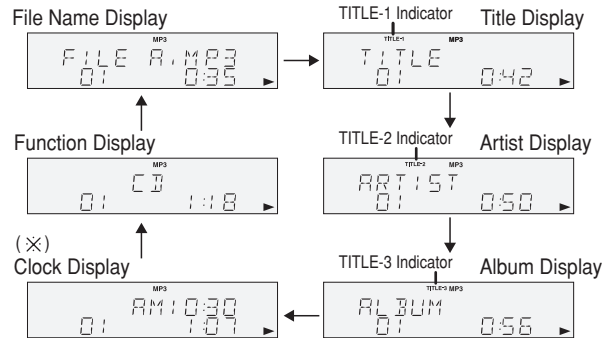 File Name Display
TITLE-1 Indicator
Title Display
MP3
FILE A.MP3
01 0:35
TITLE-1 MP3
TITLE
01 0:42
Function Display
TITLE-2 Indicator
Artist Display
MP3
CD
01 1:18
TITLE-2 MP3
ARTIST
01 0:50
(※)
Clock Display
TITLE-3 Indicator
Album Display
MP3
AM10:30
01 1:07
TITLE-3 MP3
ALBUM
01 0:56